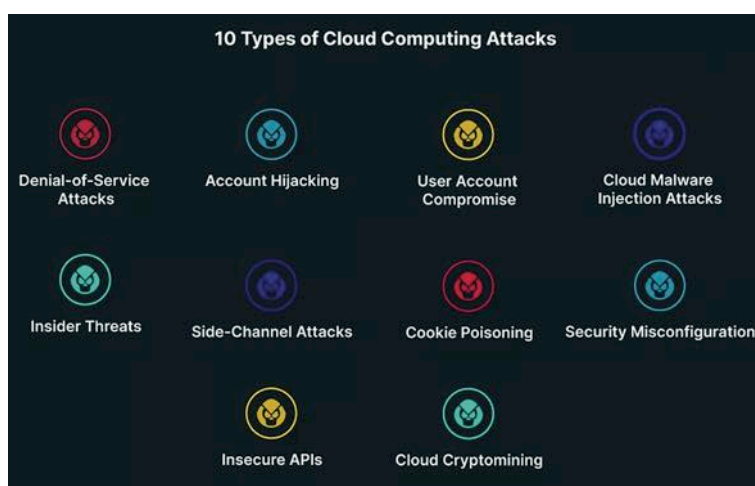 10 Types of Cloud Computing Attacks
Denial-of-Service
Attacks
Account Hijacking
User Account
Compromise
Cloud Malware
Injection Attacks
Insider Threats
Side-Channel Attacks
Cookie Poisoning
Security Misconfiguration
Insecure APIs
Cloud Cryptomining